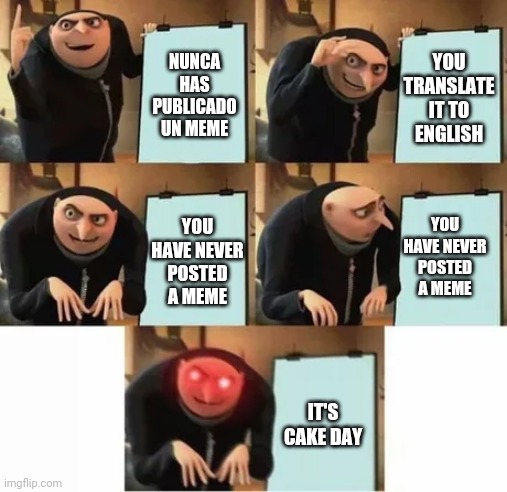 NUNCA
HAS
PUBLICADO
UN MEME
YOU
TRANSLATE
IT TO
ENGLISH
YOU
HAVE NEVER
POSTED
A MEME
YOU
HAVE NEVER
POSTED
A MEME
IT'S
CAKE DAY
imgflip.com